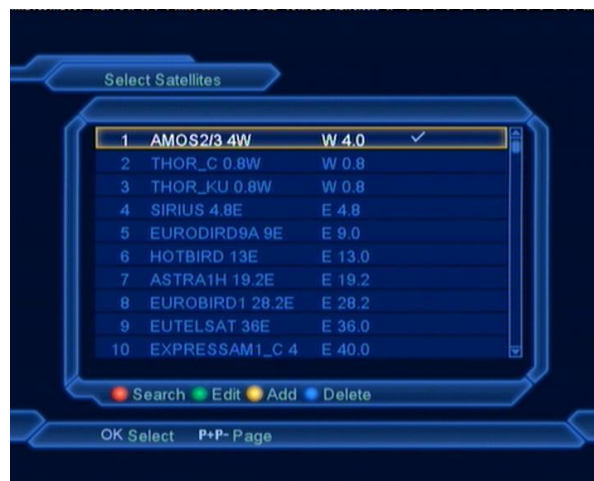 Select Satellites
1 AMOS2/3 4W W 4.0
2 THOR_C 0.8W W 0.8
3 THOR_KU 0.8W W 0.8
4 SIRIUS 4.8E E 4.8
5 EURODIRD9A 9E E 9.0
6 HOTBIRD 13E E 13.0
7 ASTRA1H 19.2E E 19.2
8 EUROBIRD1 28.2E E 28.2
9 EUTELSAT 36E E 36.0
10 EXPRESSAM1_C 4 E 40.0
Search Edit Add Delete
OK Select P+P- Page